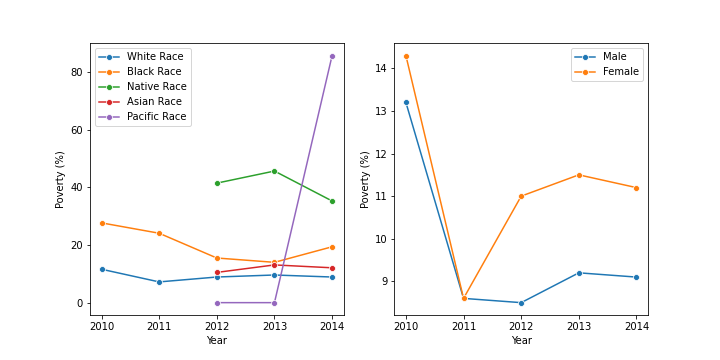 White Race
Black Race
Native Race
Asian Race
Pacific Race
80
60
40
20
0
Poverty (%)
2010 2011 2012 2013 2014
Year
Male
Female
14
13
12
11
10
9
Poverty (%)
2010 2011 2012 2013 2014
Year